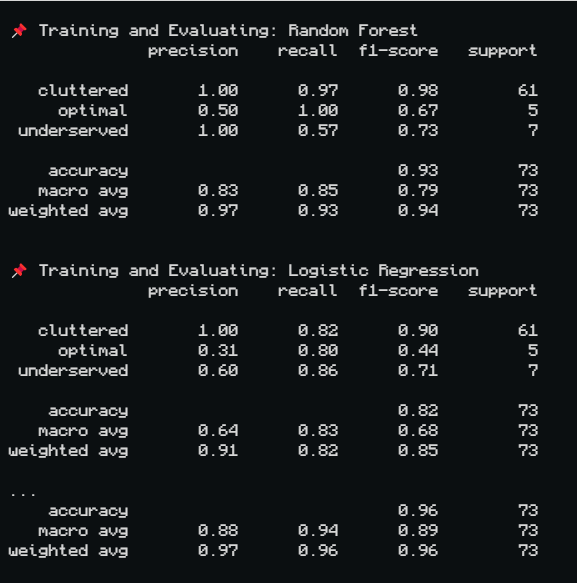 📌 Training and Evaluating: Random Forest
precision recall f1-score support
cluttered 1.00 0.97 0.98 61
optimal 0.50 1.00 0.67 5
underserved 1.00 0.57 0.73 7
accuracy 0.93 73
macro avg 0.83 0.85 0.79 73
weighted avg 0.97 0.93 0.94 73
📌 Training and Evaluating: Logistic Regression
precision recall f1-score support
cluttered 1.00 0.82 0.90 61
optimal 0.31 0.80 0.44 5
underserved 0.60 0.86 0.71 7
accuracy 0.82 73
macro avg 0.64 0.83 0.68 73
weighted avg 0.91 0.82 0.85 73
...
accuracy 0.96 73
macro avg 0.88 0.94 0.89 73
weighted avg 0.97 0.96 0.96 73